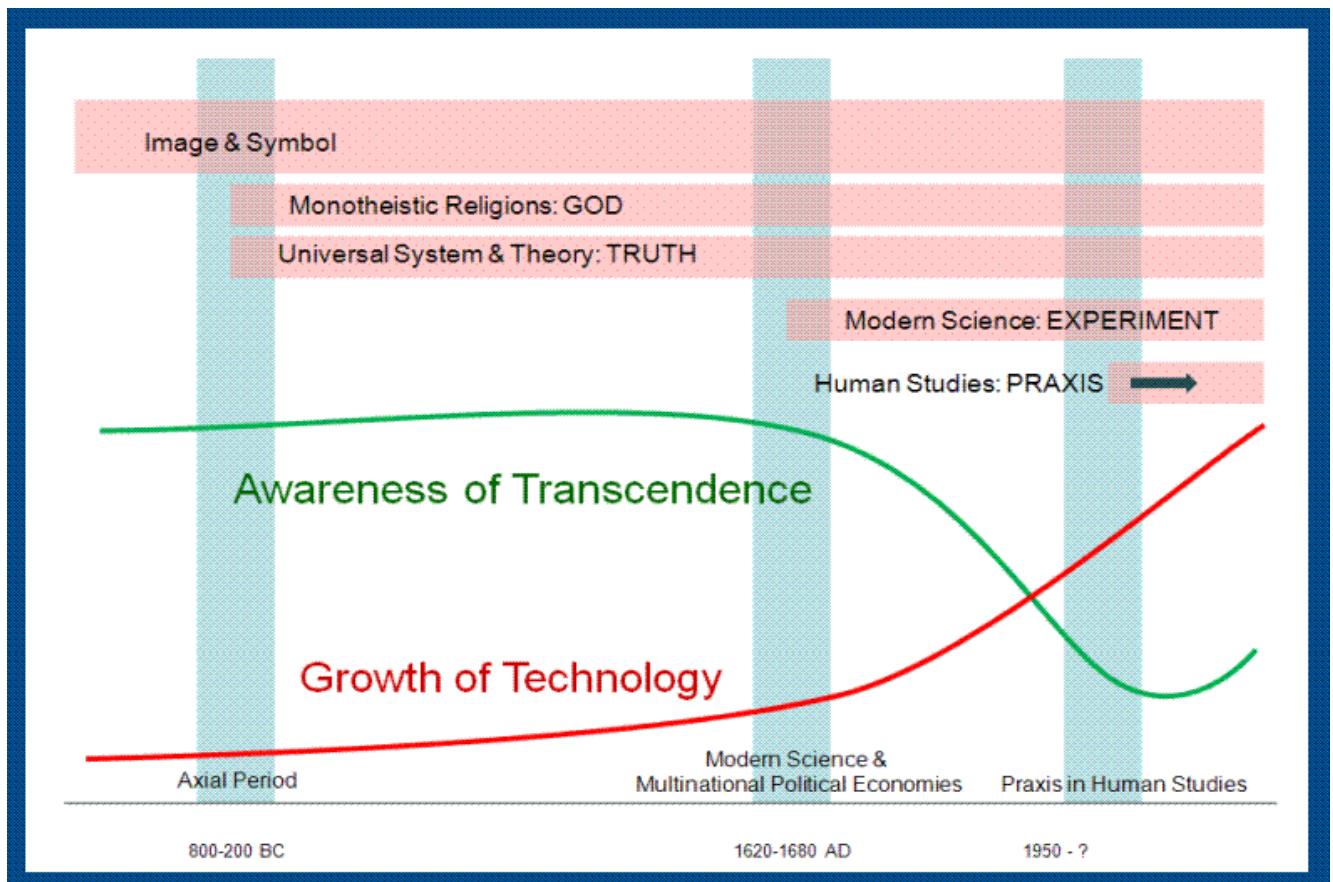 Image & Symbol
Monotheistic Religions: GOD
Universal System & Theory: TRUTH
Modern Science: EXPERIMENT
Human Studies: PRAXIS
Awareness of Transcendence
Growth of Technology
Axial Period
Modern Science &
Multinational Political Economies
Praxis in Human Studies
800-200 BC
1620-1680 AD
1950 - ?